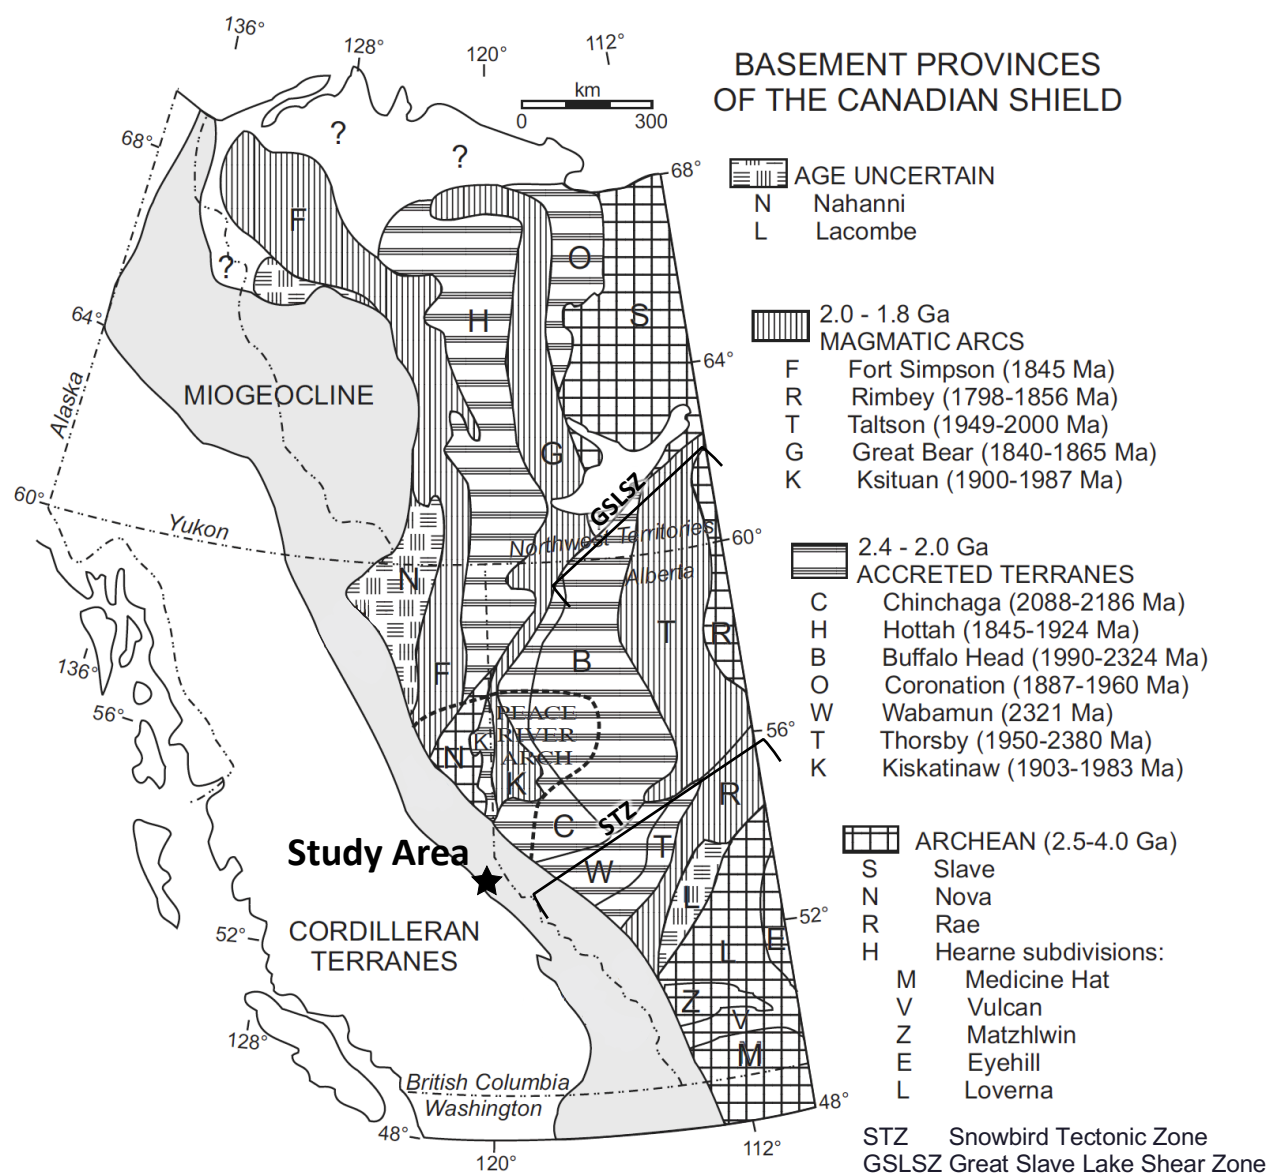 136°
128°
120°
112°
BASEMENT PROVINCES
OF THE CANADIAN SHIELD
km
0 300
68°
?
?
68°
AGE UNCERTAIN
N Nahanni
L Lacombe
F
O
?
H
S
64°
64°
2.0 - 1.8 Ga
MAGMATIC ARCS
F Fort Simpson (1845 Ma)
R Rimbey (1798-1856 Ma)
T Taltson (1949-2000 Ma)
G Great Bear (1840-1865 Ma)
K Ksituan (1900-1987 Ma)
MIOGEOCLINE
Alaska
G
GSLSZ
60°
Yukon
Northwest Territories
60°
Alberta
N
2.4 - 2.0 Ga
ACCRETED TERRANES
C Chinchaga (2088-2186 Ma)
H Hottah (1845-1924 Ma)
B Buffalo Head (1990-2324 Ma)
O Coronation (1887-1960 Ma)
W Wabamun (2321 Ma)
T Thorsby (1950-2380 Ma)
K Kiskatinaw (1903-1983 Ma)
T
R
B
F
136°
56°
PEACE
RIVER
ARCH
56°
N
K
K
R
C
STZ
T
W
Study Area
L
ARCHEAN (2.5-4.0 Ga)
S Slave
N Nova
R Rae
H Hearne subdivisions:
M Medicine Hat
V Vulcan
Z Matzhlwin
E Eyehill
L Loverna
52°
52°
CORDILLERAN
TERRANES
E
L
Z
V
M
128°
British Columbia
Washington
48°
48°
120°
112°
STZ Snowbird Tectonic Zone
GSLSZ Great Slave Lake Shear Zone